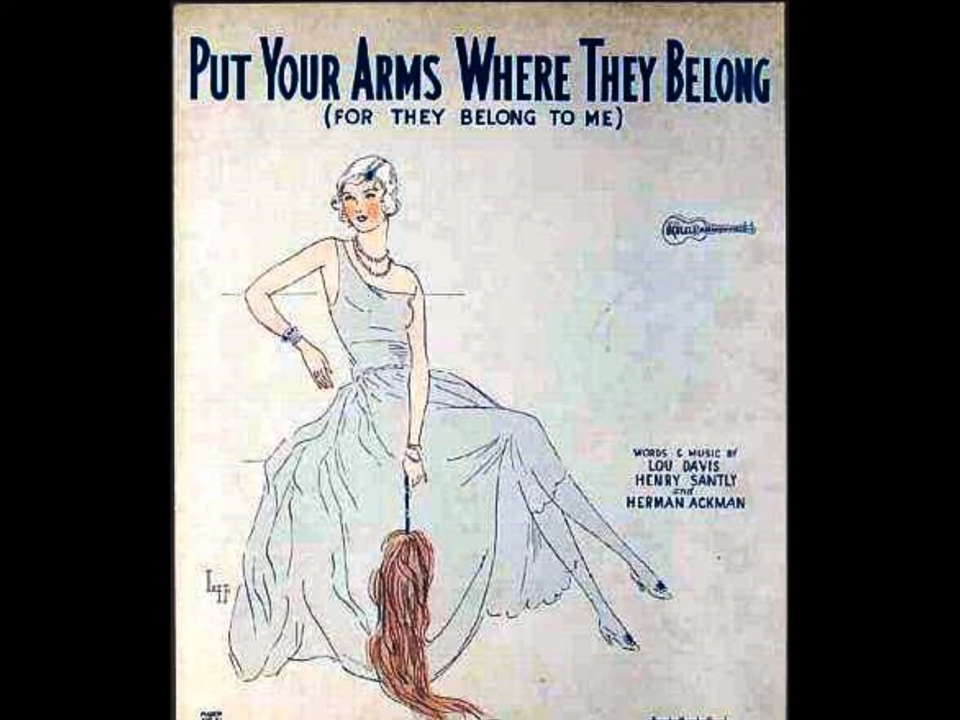 PUT YOUR ARMS WHERE THEY BELONG
(FOR THEY BELONG TO ME)
WORDS & MUSIC BY
LOU DAVIS
HENRY SANTLY
and
HERMAN ACKMAN